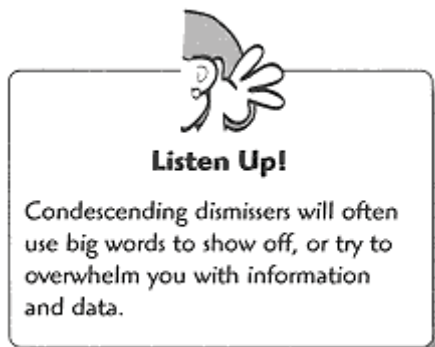 Listen Up!
Condescending dismissers will often
use big words to show off, or try to
overwhelm you with information
and data.